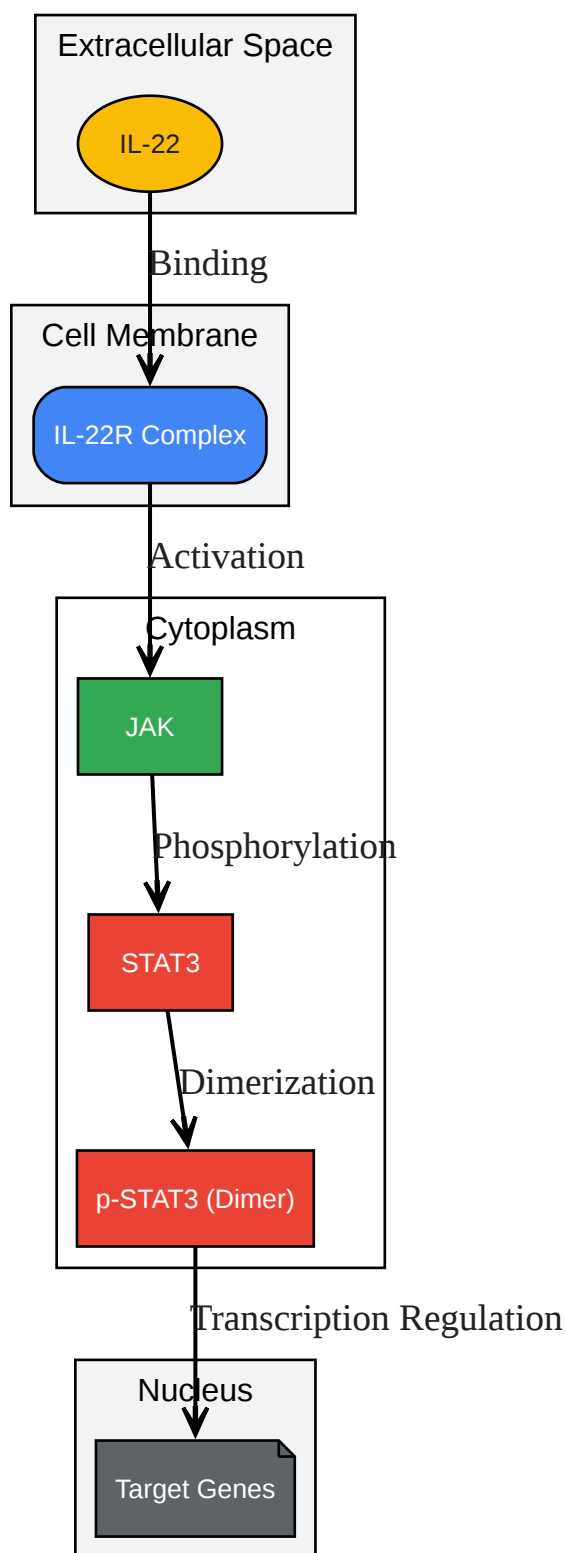 Extracellular Space
IL-22
Binding
Cell Membrane
IL-22R Complex
Activation
Cytoplasm
JAK
Phosphorylation
STAT3
Dimerization
p-STAT3 (Dimer)
Transcription Regulation
Nucleus
Target Genes